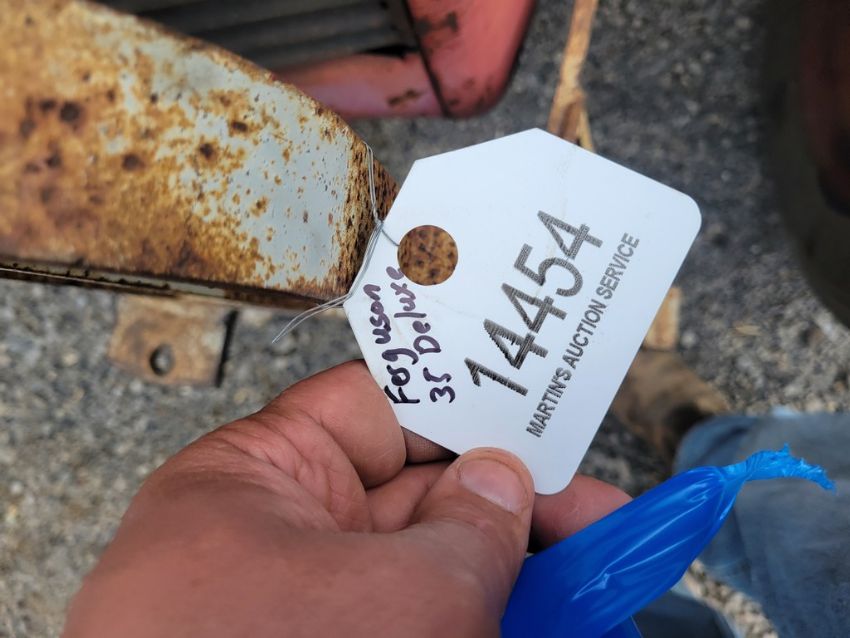 Ferguson
35 Deluxe
14454
MARTIN'S AUCTION SERVICE